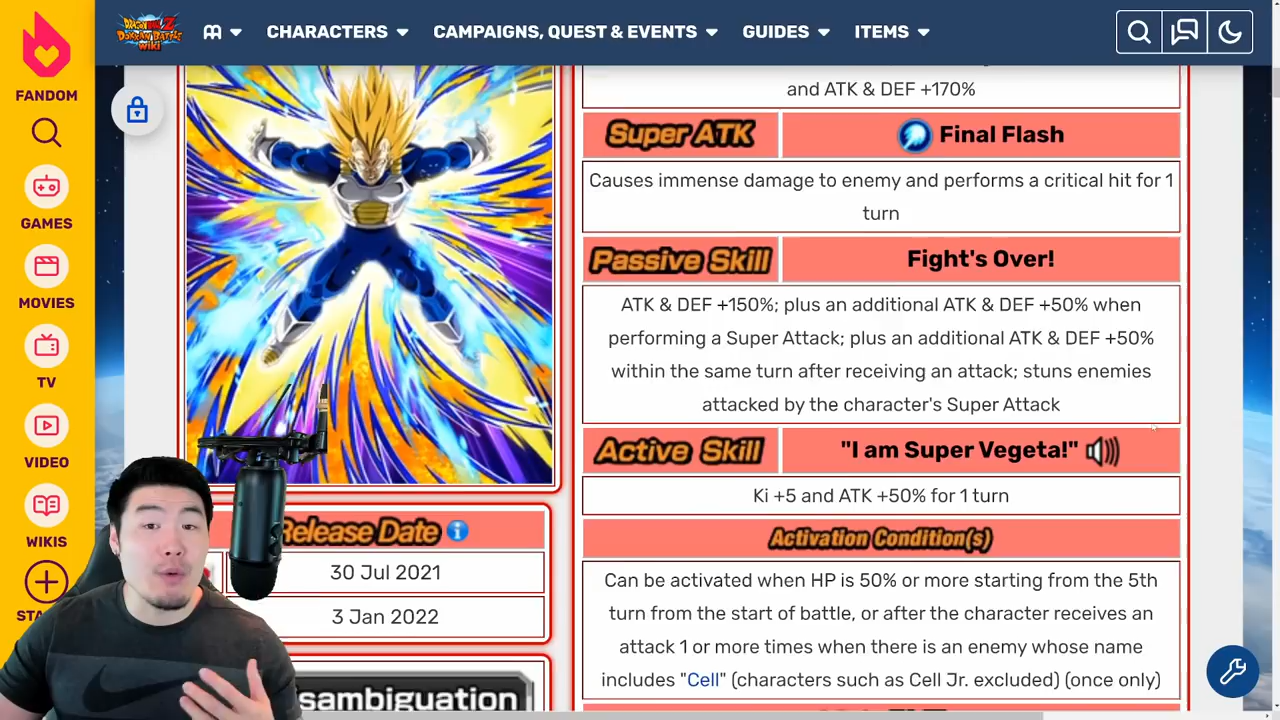 DRAGON BALL Z
DOKKAN BATTLE
WIKI
CHARACTERS
CAMPAIGNS, QUEST & EVENTS
GUIDES
ITEMS
FANDOM
GAMES
MOVIES
TV
VIDEO
WIKIS
STA
and ATK & DEF +170%
Super ATK
Final Flash
Causes immense damage to enemy and performs a critical hit for 1
turn
Passive Skill
Fight's Over!
ATK & DEF +150%; plus an additional ATK & DEF +50% when
performing a Super Attack; plus an additional ATK & DEF +50%
within the same turn after receiving an attack; stuns enemies
attacked by the character's Super Attack
Active Skill
"I am Super Vegeta!"
Ki +5 and ATK +50% for 1 turn
Activation Condition(s)
Can be activated when HP is 50% or more starting from the 5th
turn from the start of battle, or after the character receives an
attack 1 or more times when there is an enemy whose name
includes "Cell" (characters such as Cell Jr. excluded) (once only)
Release Date
30 Jul 2021
3 Jan 2022
sambiguation